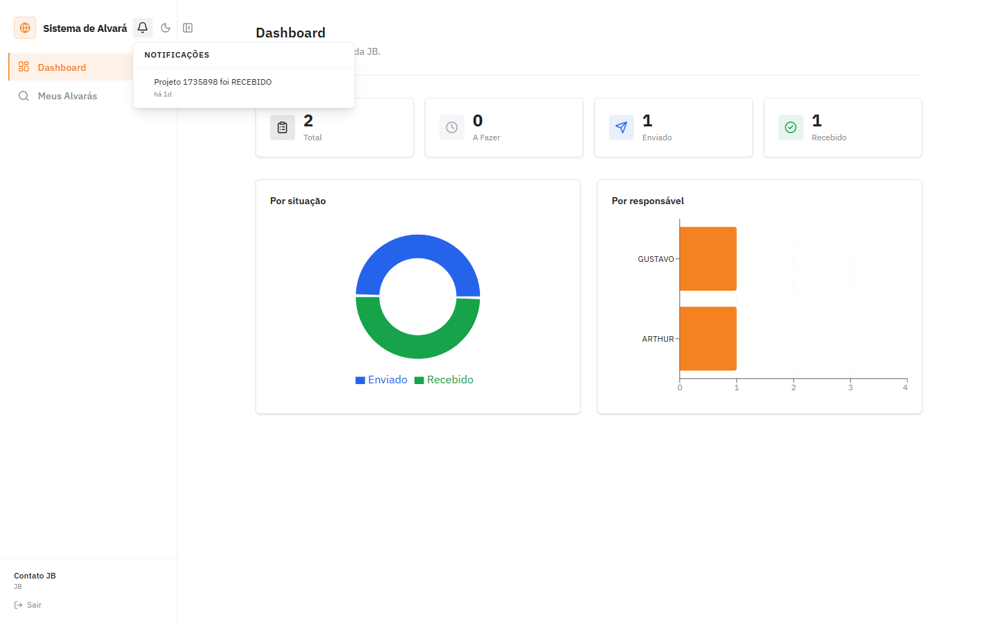 Sistema de Alvará
Dashboard
Meus Alvarás
NOTIFICAÇÕES
Projeto 1735898 foi RECEBIDO
há 1d
Dashboard
da JB.
2
Total
0
A Fazer
1
Enviado
1
Recebido
Por situação
Enviado
Recebido
Por responsável
GUSTAVO
ARTHUR
0 1 2 3 4
Contato JB
JB
Sair